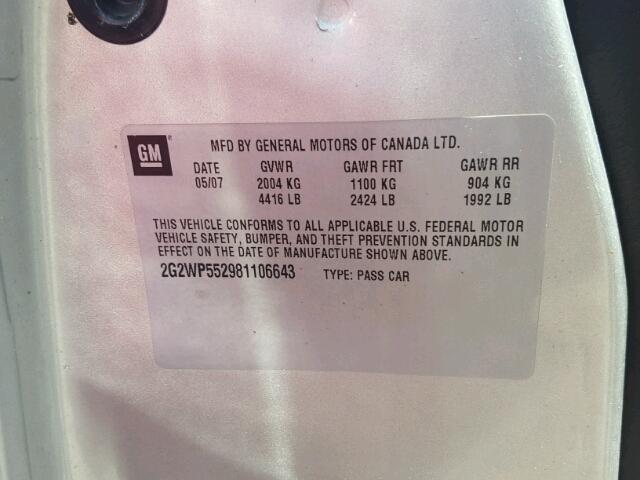 GM
MFD BY GENERAL MOTORS OF CANADA LTD.
DATE GVWR GAWR FRT GAWR RR
05/07 2004 KG 1100 KG 904 KG
4416 LB 2424 LB 1992 LB
THIS VEHICLE CONFORMS TO ALL APPLICABLE U.S. FEDERAL MOTOR
VEHICLE SAFETY, BUMPER, AND THEFT PREVENTION STANDARDS IN
EFFECT ON THE DATE OF MANUFACTURE SHOWN ABOVE.
2G2WP552981106643 TYPE: PASS CAR